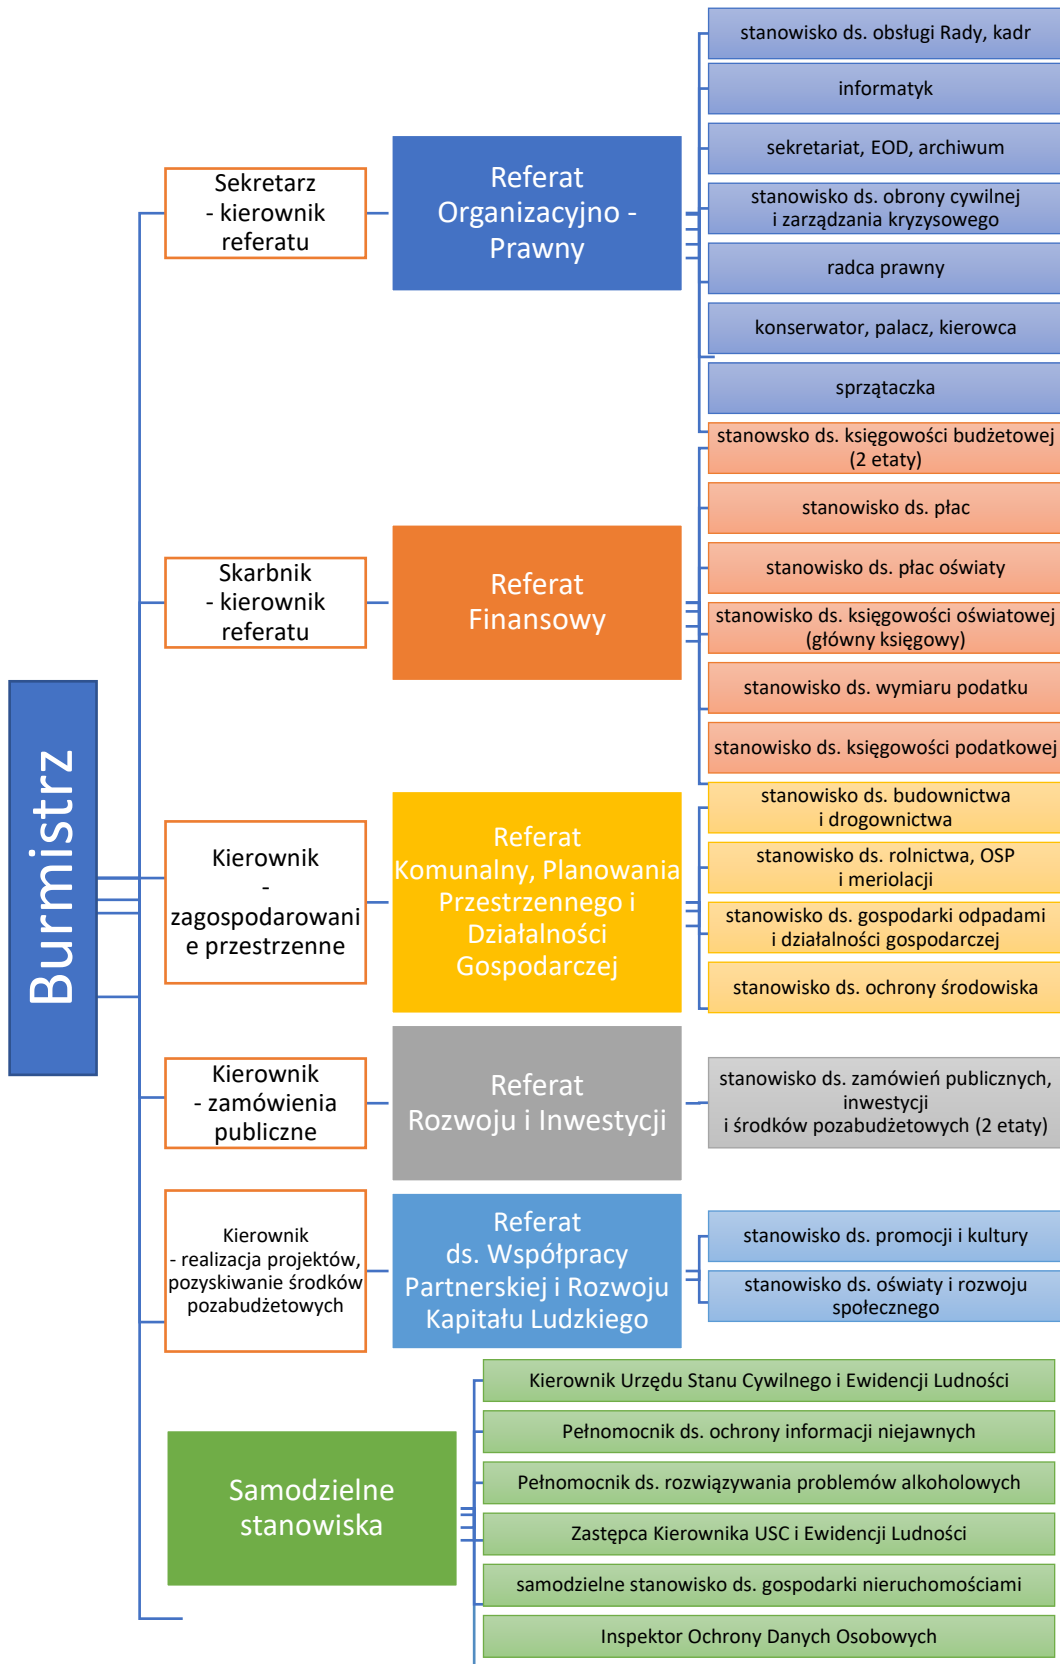 Burmistrz
Sekretarz
- kierownik
referatu
Referat
Organizacyjno -
Prawny
stanowisko ds. obsługi Rady, kadr
informatyk
sekretariat, EOD, archiwum
stanowisko ds. obrony cywilnej
i zarządzania kryzysowego
radca prawny
konserwator, palacz, kierowca
sprzątaczka
Skarbnik
- kierownik
referatu
Referat
Finansowy
stanowsko ds. księgowości budżetowej
(2 etaty)
stanowisko ds. płac
stanowisko ds. płac oświaty
stanowisko ds. księgowości oświatowej
(główny księgowy)
stanowisko ds. wymiaru podatku
stanowisko ds. księgowości podatkowej
Kierownik
-
zagospodarowani
e przestrzenne
Referat
Komunalny, Planowania
Przestrzennego i
Działalności
Gospodarczej
stanowisko ds. budownictwa
i drogownictwa
stanowisko ds. rolnictwa, OSP
i meriolacji
stanowisko ds. gospodarki odpadami
i działalności gospodarczej
stanowisko ds. ochrony środowiska
Kierownik
- zamówienia
publiczne
Referat
Rozwoju i Inwestycji
stanowisko ds. zamówień publicznych,
inwestycji
i środków pozabudżetowych (2 etaty)
Kierownik
- realizacja projektów,
pozyskiwanie środków
pozabudżetowych
Referat
ds. Współpracy
Partnerskiej i Rozwoju
Kapitału Ludzkiego
stanowisko ds. promocji i kultury
stanowisko ds. oświaty i rozwoju
społecznego
Samodzielne
stanowiska
Kierownik Urzędu Stanu Cywilnego i Ewidencji Ludności
Pełnomocnik ds. ochrony informacji niejawnych
Pełnomocnik ds. rozwiązywania problemów alkoholowych
Zastępca Kierownika USC i Ewidencji Ludności
samodzielne stanowisko ds. gospodarki nieruchomościami
Inspektor Ochrony Danych Osobowych